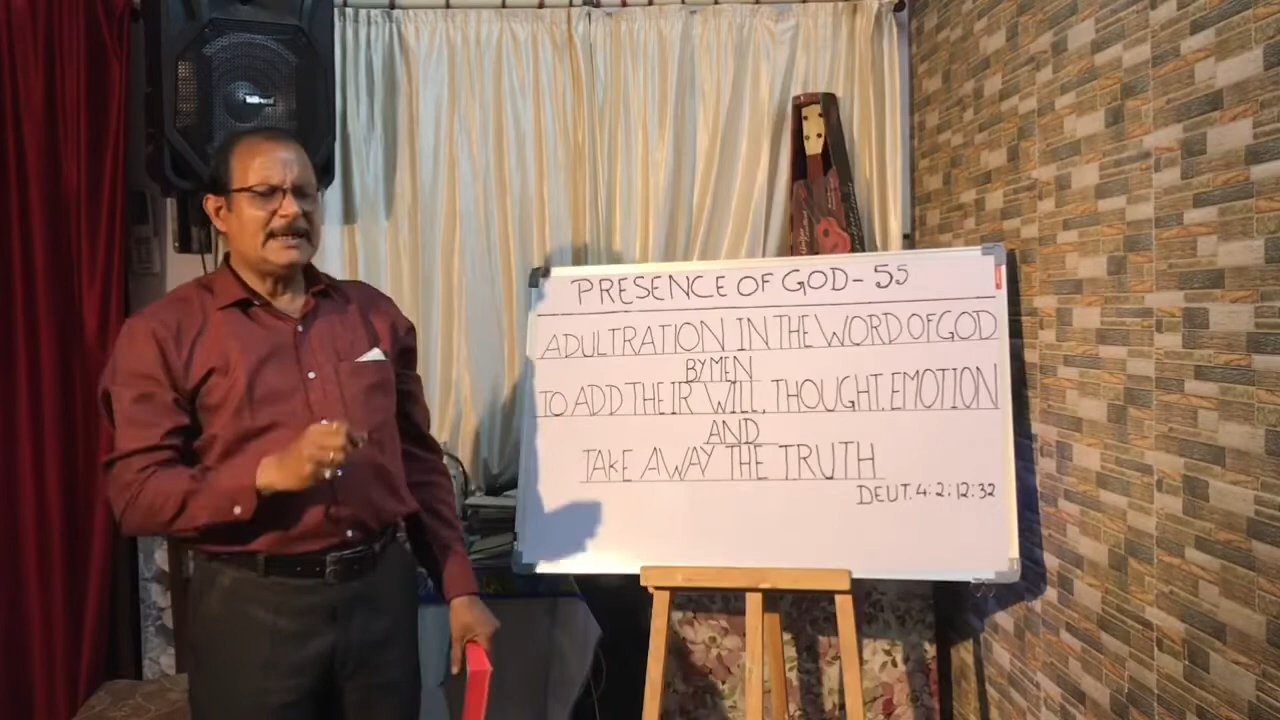 PRESENCE OF GOD - 55
ADULTRATION IN THE WORD OF GOD
BY MEN
TO ADD THEIR WILL, THOUGHT, EMOTION
AND
TAKE AWAY THE TRUTH
DEUT. 4:2; 12:32